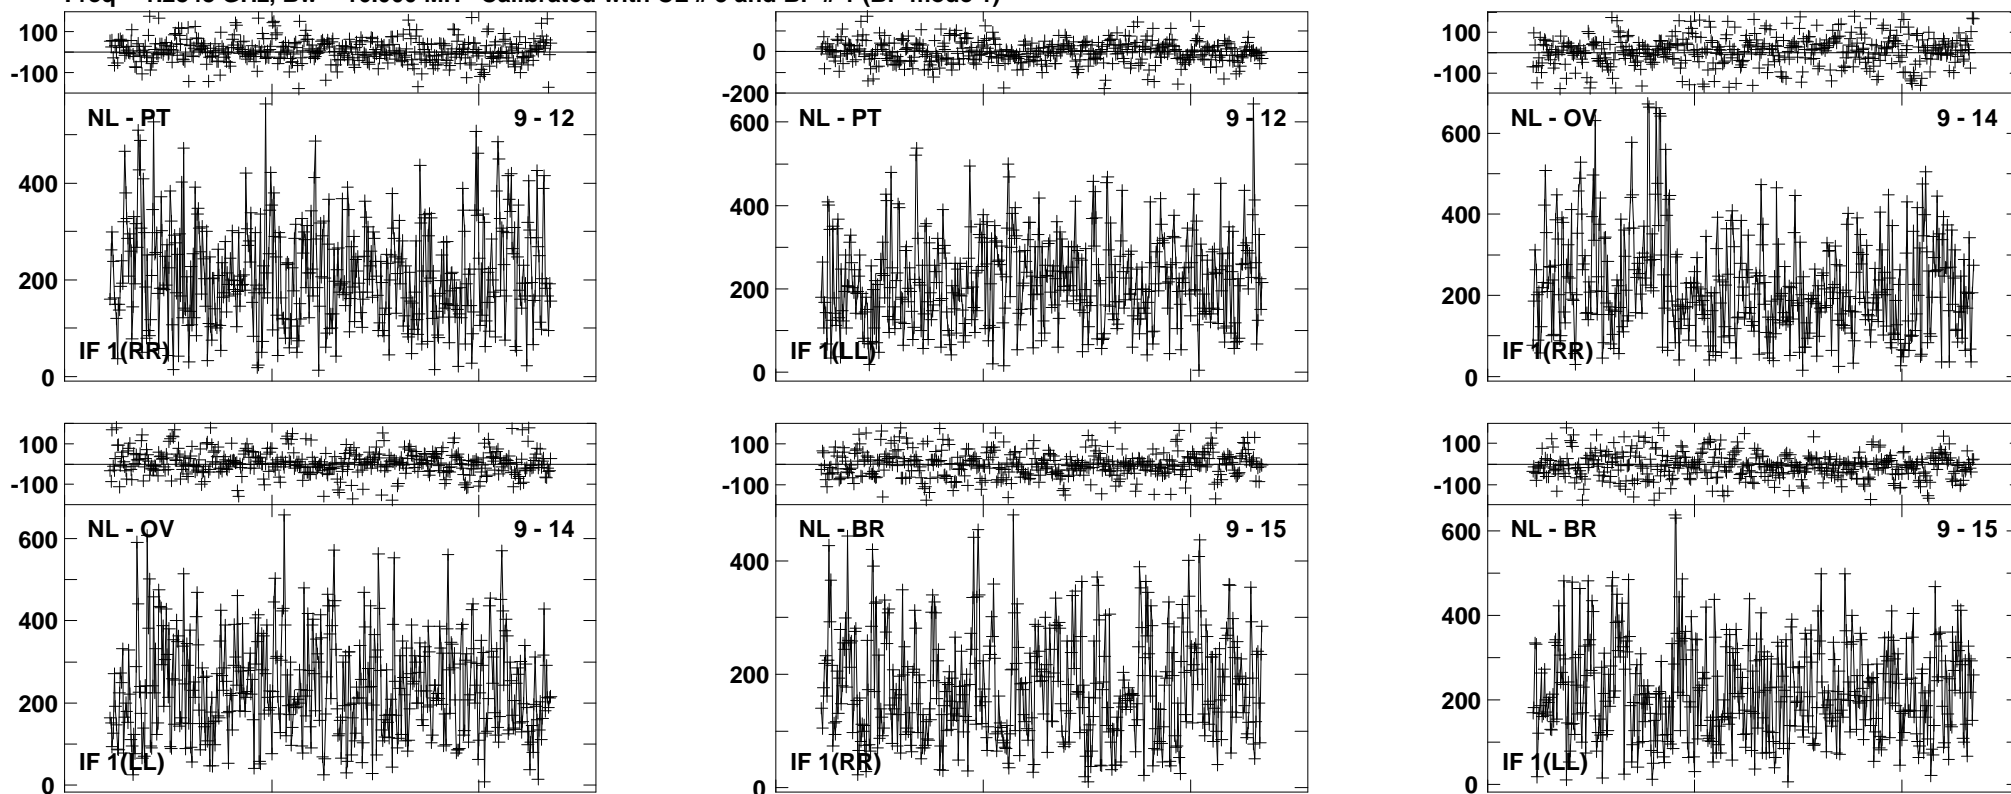 100 100
0
100
-100 -100
-200
NL - PT 9 - 12 NL - PT 9 - 12 NL - OV 9 - 14
600 600
400 400 400
200 200 200
IF 1(RR) IF 1(LL) IF 1(RR)
0 0 0
100 100 100
-100 -100 -100
NL - OV 9 - 14 NL - BR 9 - 15 NL - BR 9 - 15
600 600
400 400 400
200 200 200
IF 1(LL) IF 1(RR) IF 1(LL)
0 0 0